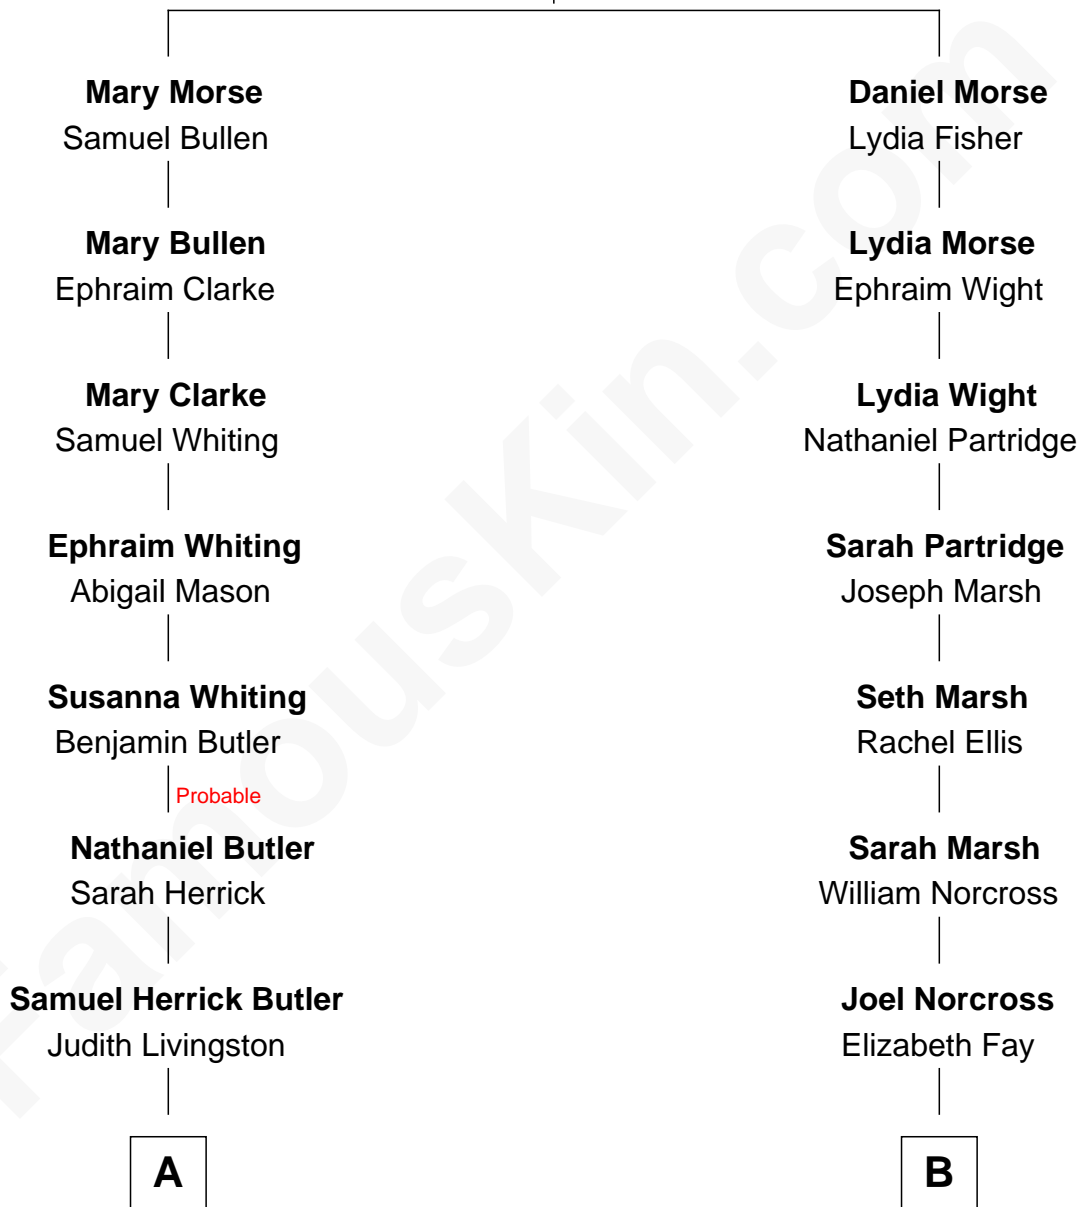 Mary Morse
Samuel Bullen
Mary Bullen
Ephraim Clarke
Mary Clarke
Samuel Whiting
Ephraim Whiting
Abigail Mason
Susanna Whiting
Benjamin Butler
Probable
Nathaniel Butler
Sarah Herrick
Samuel Herrick Butler
Judith Livingston
A
Daniel Morse
Lydia Fisher
Lydia Morse
Ephraim Wight
Lydia Wight
Nathaniel Partridge
Sarah Partridge
Joseph Marsh
Seth Marsh
Rachel Ellis
Sarah Marsh
William Norcross
Joel Norcross
Elizabeth Fay
B
FamousKin.com